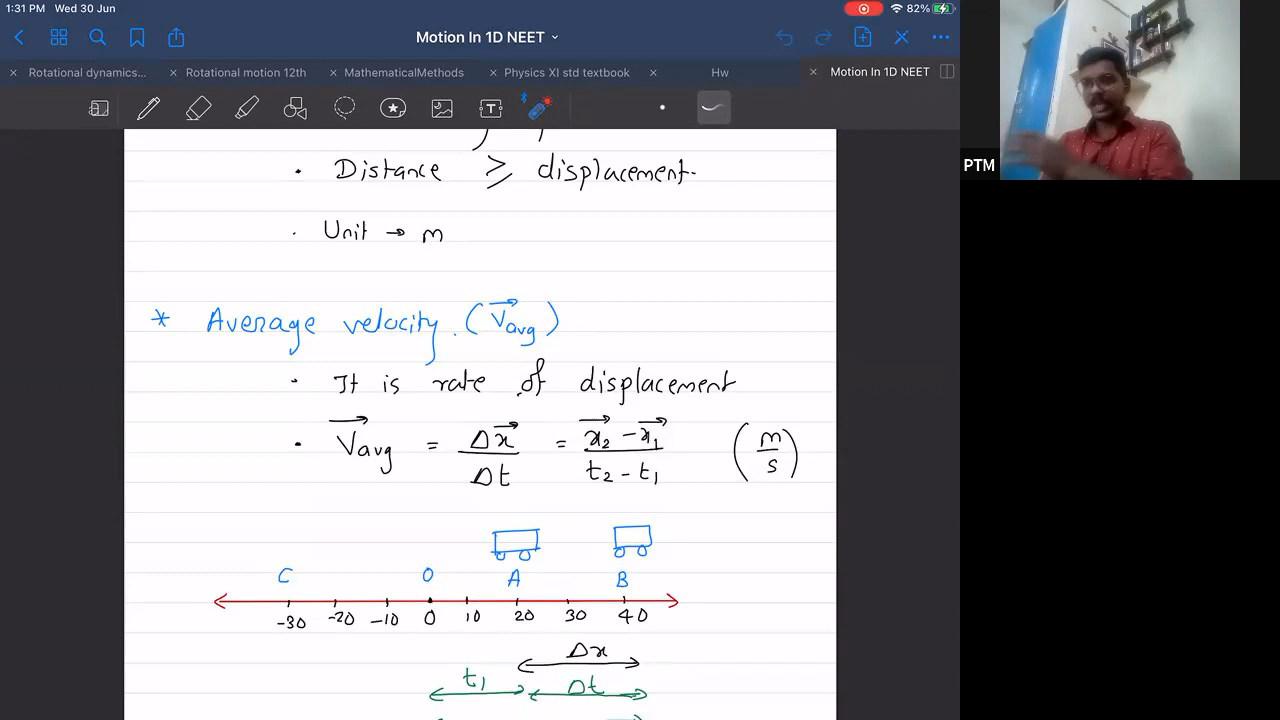 1:31 PM Wed 30 Jun
82%
Motion In 1D NEET
Rotational dynamics...
Rotational motion 12th
MathematicalMethods
Physics XI std textbook
Hw
Motion In 1D NEET
T
PTM
• Distance ≥ displacement.
• Unit → m
* Average velocity. (V⃗avg)
• It is rate of displacement
• V⃗avg = Δx⃗/Δt = (x⃗₂ - x⃗₁)/(t₂ - t₁) (m/s)
C O A B
-30 -20 -10 0 10 20 30 40
Δx
t₁ Δt